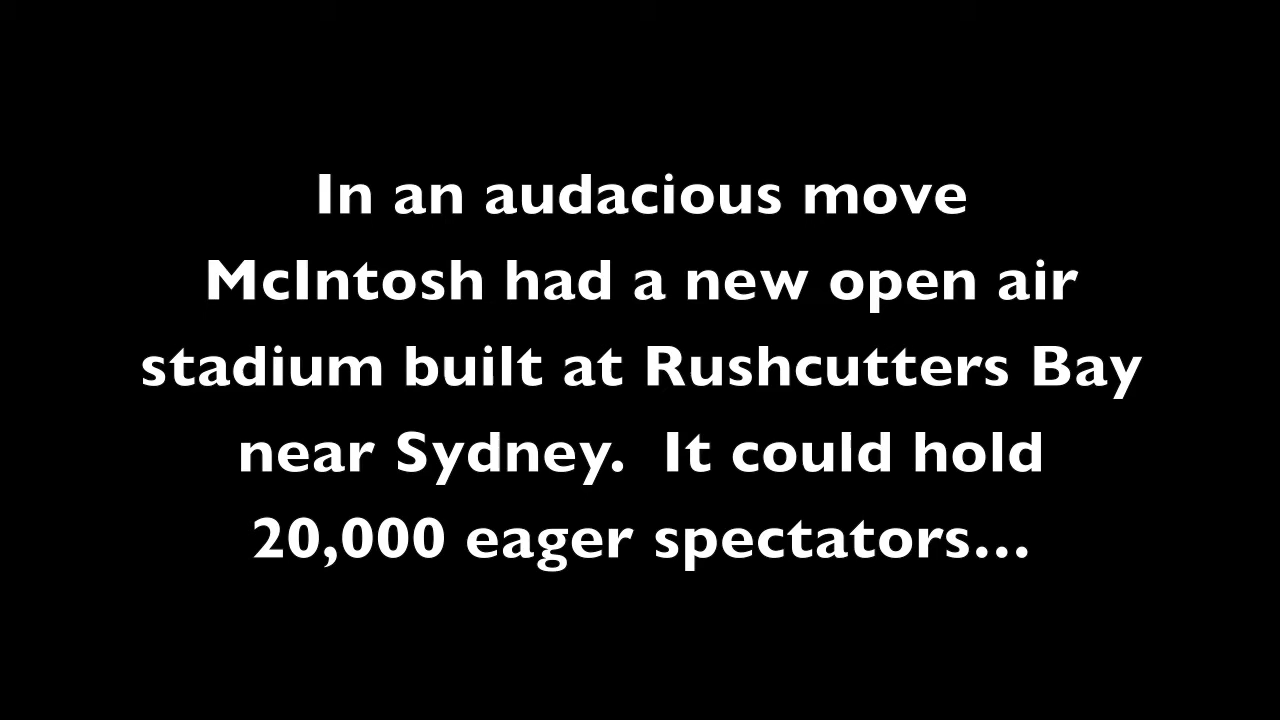 In an audacious move
McIntosh had a new open air
stadium built at Rushcutters Bay
near Sydney.  It could hold
20,000 eager spectators…